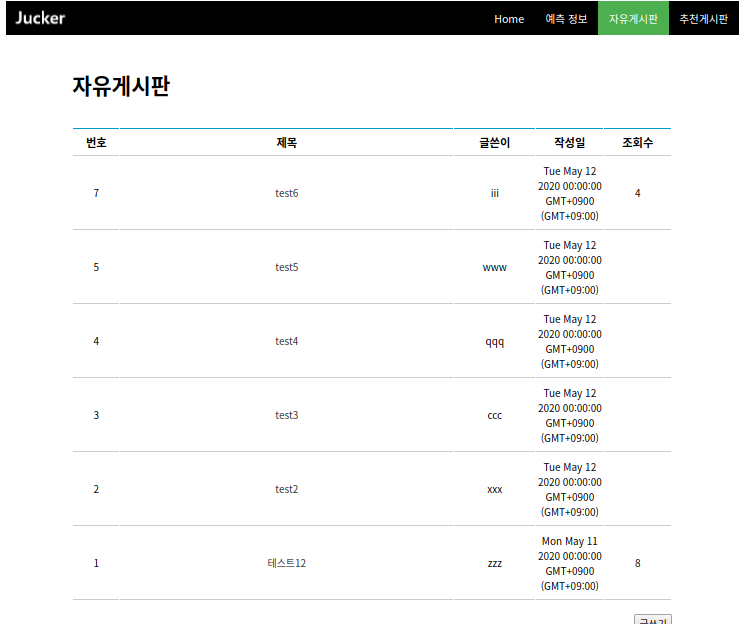 Jucker Home 예측 정보 자유게시판 추천게시판
자유게시판
번호 제목 글쓴이 작성일 조회수
7 test6 iii Tue May 12 2020 00:00:00 GMT+0900 (GMT+09:00) 4
5 test5 www Tue May 12 2020 00:00:00 GMT+0900 (GMT+09:00)
4 test4 qqq Tue May 12 2020 00:00:00 GMT+0900 (GMT+09:00)
3 test3 ccc Tue May 12 2020 00:00:00 GMT+0900 (GMT+09:00)
2 test2 xxx Tue May 12 2020 00:00:00 GMT+0900 (GMT+09:00)
1 테스트12 zzz Mon May 11 2020 00:00:00 GMT+0900 (GMT+09:00) 8
글쓰기